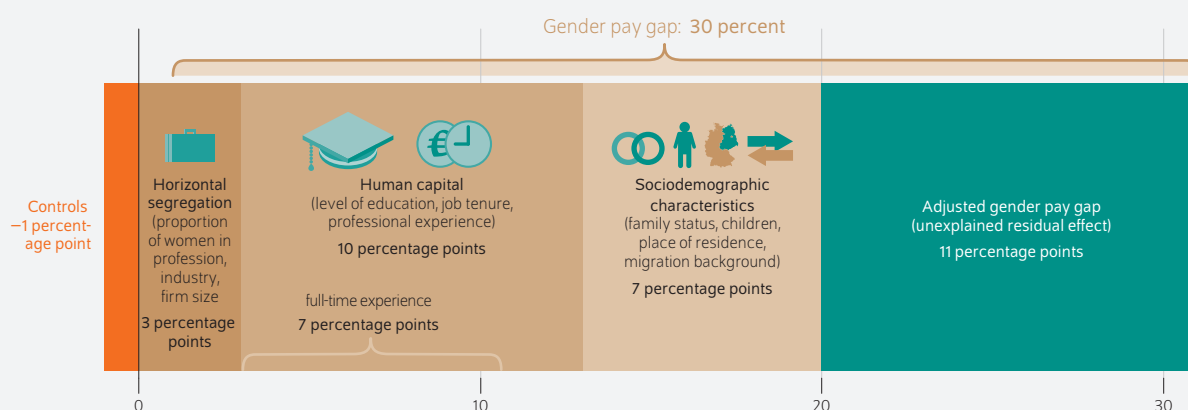 Gender pay gap: 30 percent
Controls
–1 percent-
age point
Horizontal
segregation
(proportion
of women in
profession,
industry,
firm size
3 percentage
points
€
Human capital
(level of education, job tenure,
professional experience)
10 percentage points
full-time experience
7 percentage points
Sociodemographic
characteristics
(family status, children,
place of residence,
migration background)
7 percentage points
Adjusted gender pay gap
(unexplained residual effect)
11 percentage points
0
10
20
30